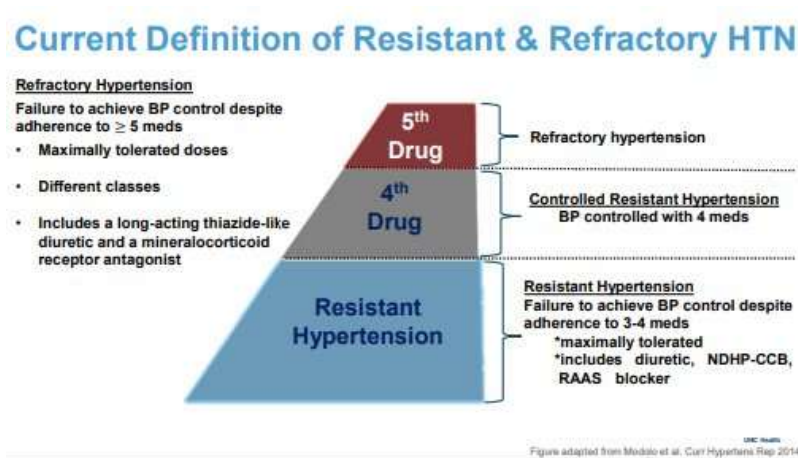 Current Definition of Resistant & Refractory HTN
Refractory Hypertension
Failure to achieve BP control despite
adherence to ≥ 5 meds
• Maximally tolerated doses
• Different classes
• Includes a long-acting thiazide-like
diuretic and a mineralocorticoid
receptor antagonist
5th
Drug
Refractory hypertension
4th
Drug
Controlled Resistant Hypertension
BP controlled with 4 meds
Resistant
Hypertension
Resistant Hypertension
Failure to achieve BP control despite
adherence to 3-4 meds
*maximally tolerated
*includes diuretic, NDHP-CCB,
RAAS blocker
UMC Health
Figure adapted from Modolo et al. Curr Hypertens Rep 2014